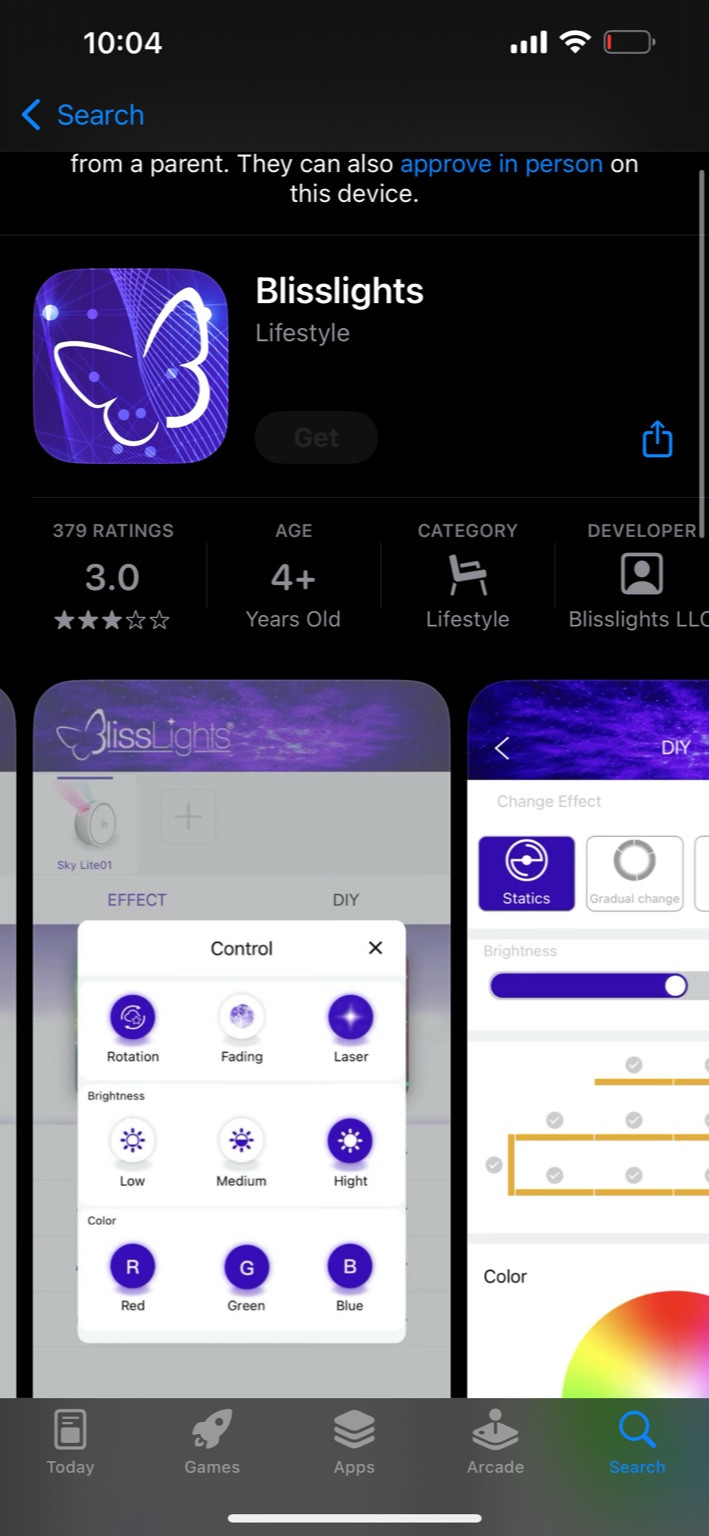 10:04
Search
from a parent. They can also approve in person on
this device.
Blisslights
Lifestyle
Get
379 RATINGS
3.0
AGE
4+
Years Old
CATEGORY
Lifestyle
DEVELOPER
Blisslights LLC
BlissLights®
Sky Lite01
EFFECT
DIY
Control
Rotation
Fading
Laser
Brightness
Low
Medium
Hight
Color
R
G
B
Red
Green
Blue
DIY
Change Effect
Statics
Gradual change
Brightness
Color
Today
Games
Apps
Arcade
Search